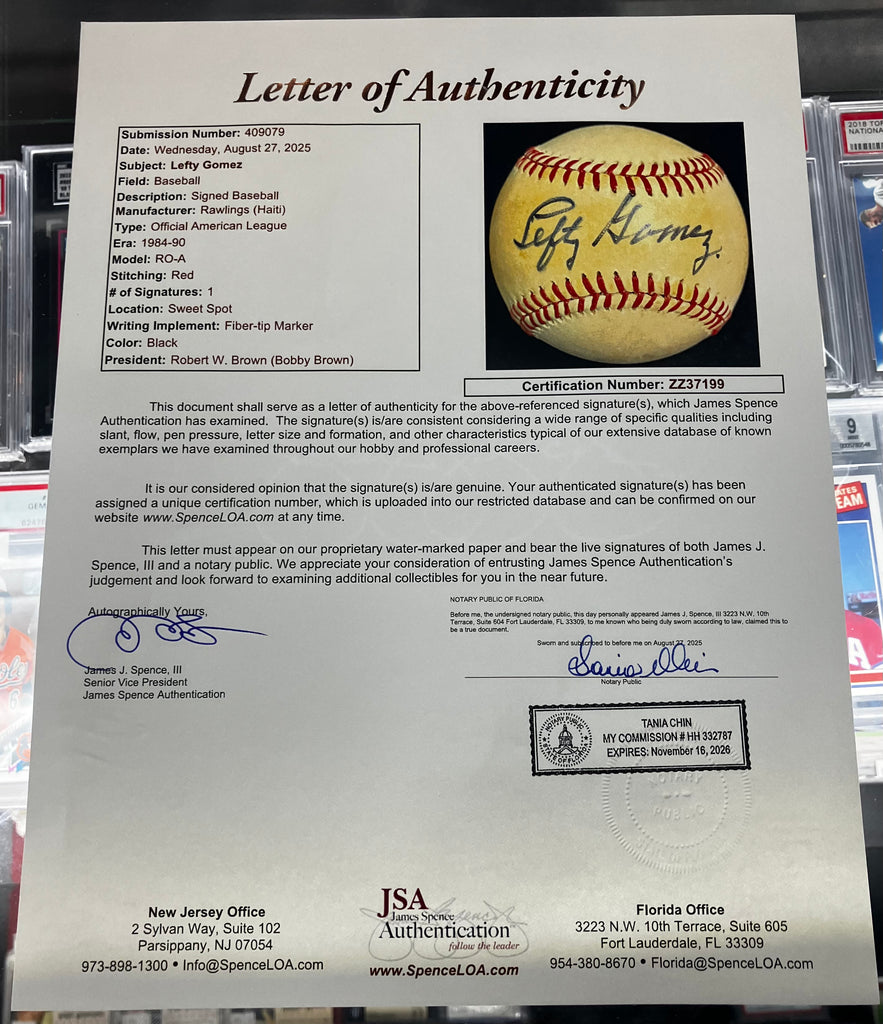 Letter of Authenticity
Submission Number: 409079
Date: Wednesday, August 27, 2025
Subject: Lefty Gomez
Field: Baseball
Description: Signed Baseball
Manufacturer: Rawlings (Haiti)
Type: Official American League
Era: 1984-90
Model: RO-A
Stitching: Red
# of Signatures: 1
Location: Sweet Spot
Writing Implement: Fiber-tip Marker
Color: Black
President: Robert W. Brown (Bobby Brown)
Lefty Gomez.
Certification Number: ZZ37199
This document shall serve as a letter of authenticity for the above-referenced signature(s), which James Spence
Authentication has examined. The signature(s) is/are consistent considering a wide range of specific qualities including
slant, flow, pen pressure, letter size and formation, and other characteristics typical of our extensive database of known
exemplars we have examined throughout our hobby and professional careers.
It is our considered opinion that the signature(s) is/are genuine. Your authenticated signature(s) has been
assigned a unique certification number, which is uploaded into our restricted database and can be confirmed on our
website www.SpenceLOA.com at any time.
This letter must appear on our proprietary water-marked paper and bear the live signatures of both James J.
Spence, III and a notary public. We appreciate your consideration of entrusting James Spence Authentication's
judgement and look forward to examining additional collectibles for you in the near future.
Autographically Yours,
James J. Spence, III
Senior Vice President
James Spence Authentication
NOTARY PUBLIC OF FLORIDA
Before me, the undersigned notary public, this day personally appeared James J, Spence, III 3223 N.W. 10th
Terrace, Suite 604 Fort Lauderdale, FL 33309, to me known who being duly sworn according to law, claimed this to
be a true document.
Sworn and subscribed to before me on August 27, 2025
Notary Public
NOTARY PUBLIC
STATE OF FLORIDA
TANIA CHIN
MY COMMISSION # HH 332787
EXPIRES: November 16, 2026
NOTARY
PUBLIC
New Jersey Office
2 Sylvan Way, Suite 102
Parsippany, NJ 07054
973-898-1300 • Info@SpenceLOA.com
JSA
James Spence
Authentication
follow the leader
www.SpenceLOA.com
Florida Office
3223 N.W. 10th Terrace, Suite 605
Fort Lauderdale, FL 33309
954-380-8670 • Florida@SpenceLOA.com
2018 TOP
NATIONA
9
GEM
EAM
A
6